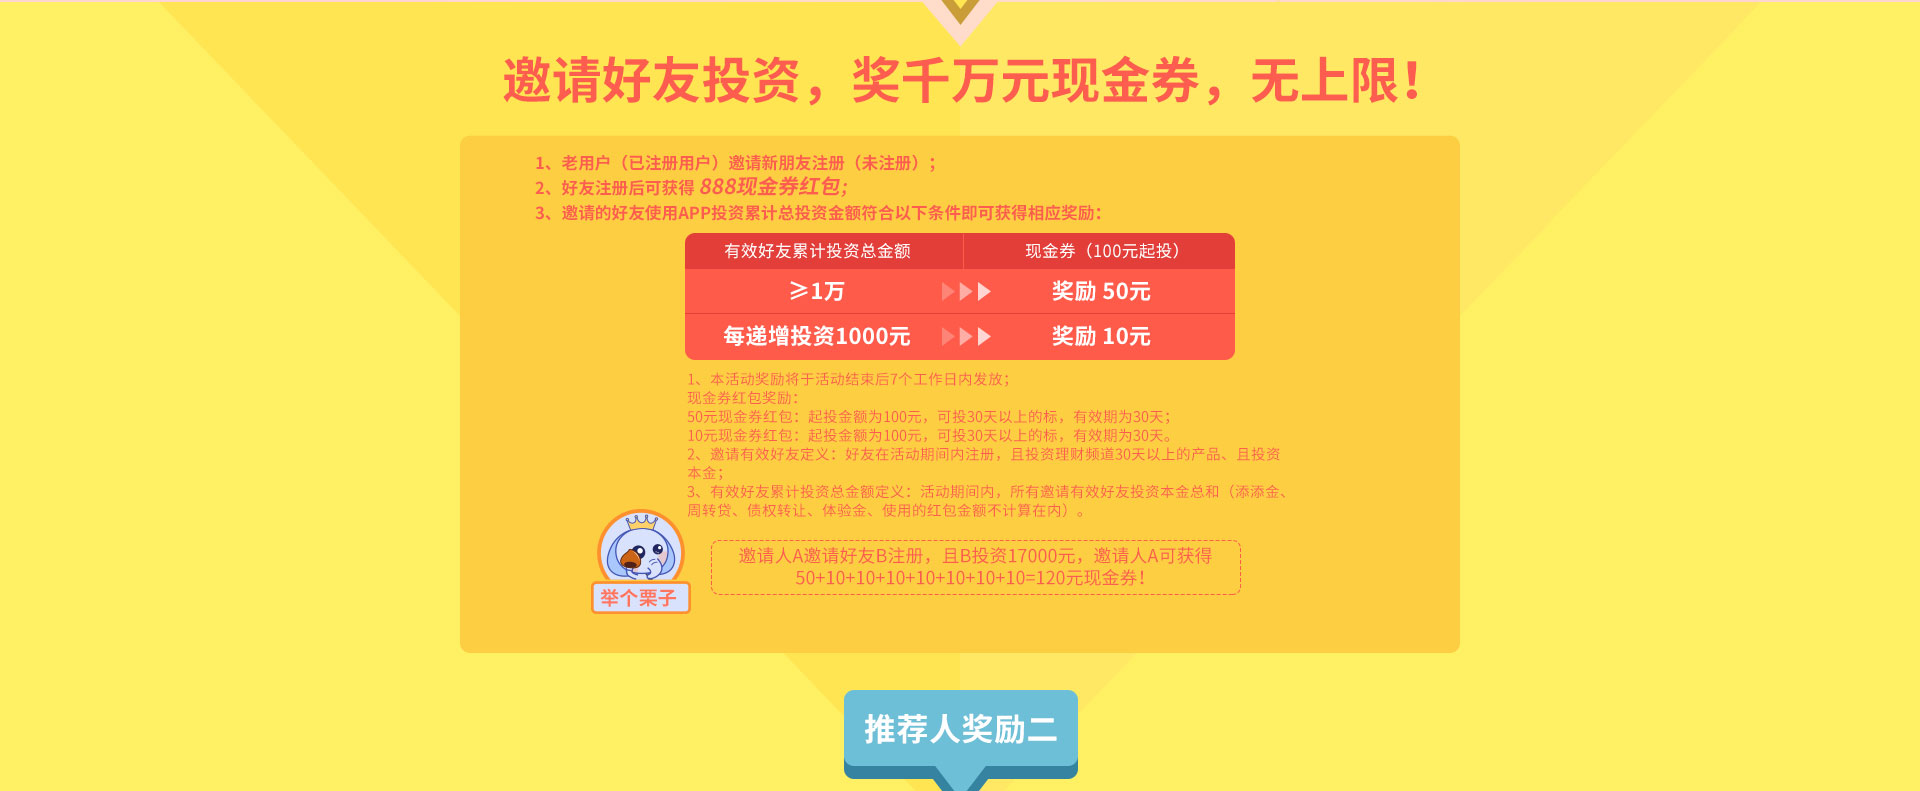 邀请好友投资，奖千万元现金券，无上限！
1、老用户（已注册用户）邀请新朋友注册（未注册）；
2、好友注册后可获得 888现金券红包;
3、邀请的好友使用APP投资累计总投资金额符合以下条件即可获得相应奖励：
有效好友累计投资总金额 现金券（100元起投）
≥1万 奖励 50元
每递增投资1000元 奖励 10元
1、本活动奖励将于活动结束后7个工作日内发放；
现金券红包奖励：
50元现金券红包：起投金额为100元，可投30天以上的标，有效期为30天；
10元现金券红包：起投金额为100元，可投30天以上的标，有效期为30天。
2、邀请有效好友定义：好友在活动期间内注册，且投资理财频道30天以上的产品、且投资
本金；
3、有效好友累计投资总金额定义：活动期间内，所有邀请有效好友投资本金总和（添添金、
周转贷、债权转让、体验金、使用的红包金额不计算在内）。
邀请人A邀请好友B注册，且B投资17000元，邀请人A可获得
50+10+10+10+10+10+10+10=120元现金券！
举个栗子
推荐人奖励二